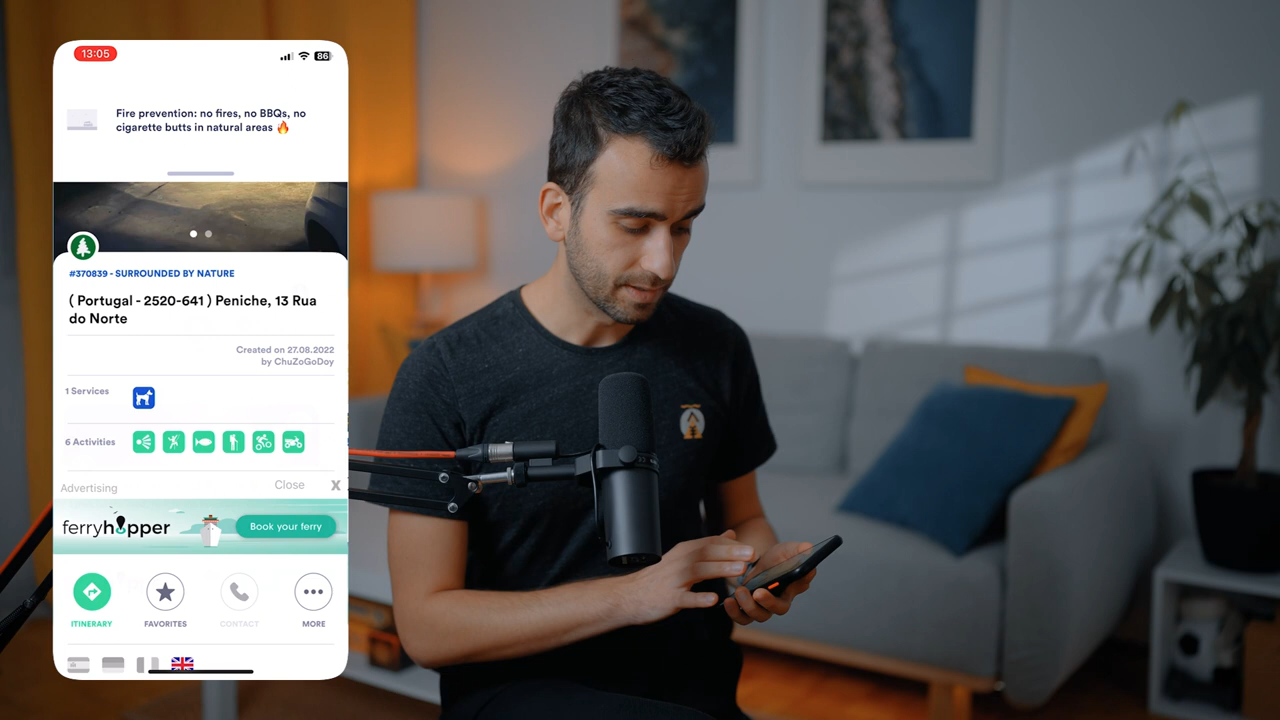 13:05
86
Fire prevention: no fires, no BBQs, no
cigarette butts in natural areas 🔥
#370839 - SURROUNDED BY NATURE
( Portugal - 2520-641 ) Peniche, 13 Rua
do Norte
Created on 27.08.2022
by ChuZoGoDoy
1 Services
6 Activities
Advertising
Close X
ferryhopper
Book your ferry
ITINERARY
FAVORITES
CONTACT
MORE